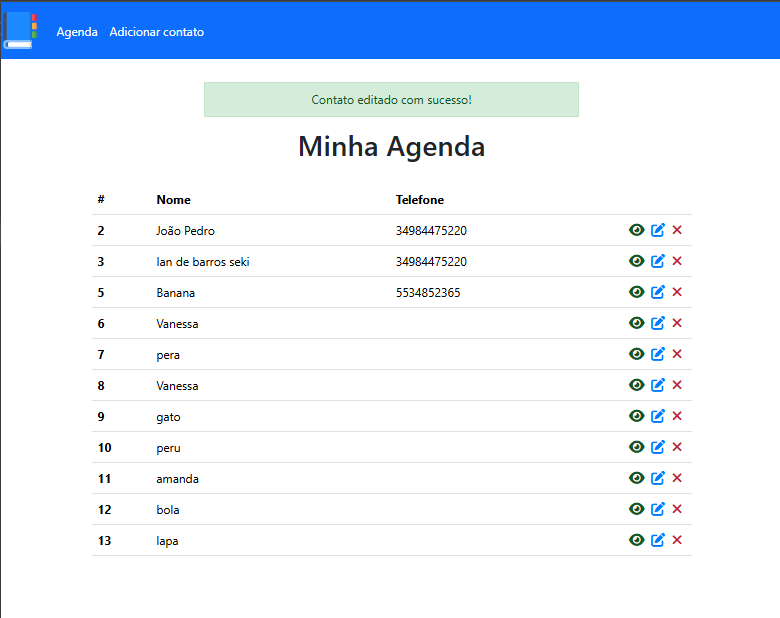 Agenda Adicionar contato
Contato editado com sucesso!
Minha Agenda
# Nome Telefone
2 João Pedro 34984475220
3 Ian de barros seki 34984475220
5 Banana 5534852365
6 Vanessa
7 pera
8 Vanessa
9 gato
10 peru
11 amanda
12 bola
13 lapa